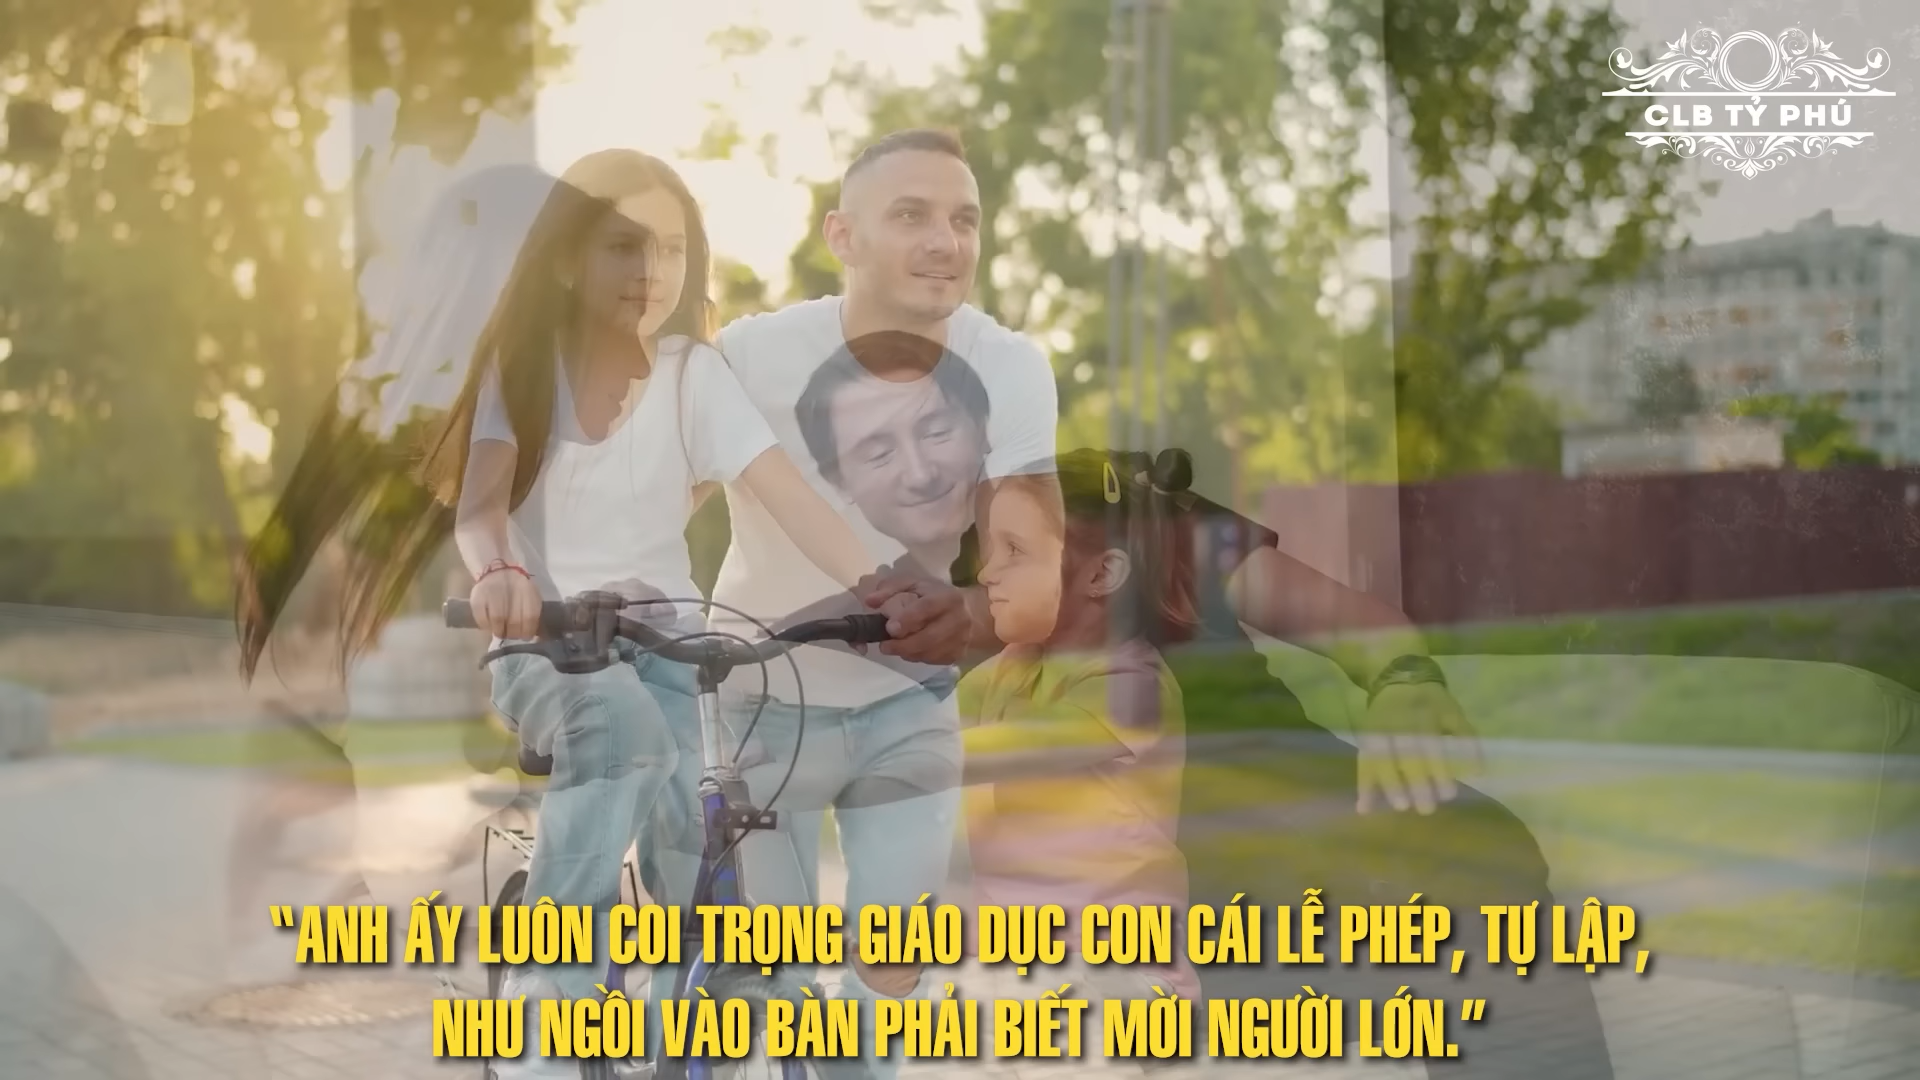 CLB TỶ PHÚ
“ANH ẤY LUÔN COI TRỌNG GIÁO DỤC CON CÁI LỄ PHÉP, TỰ LẬP,
NHƯ NGỒI VÀO BÀN PHẢI BIẾT MỜI NGƯỜI LỚN.”